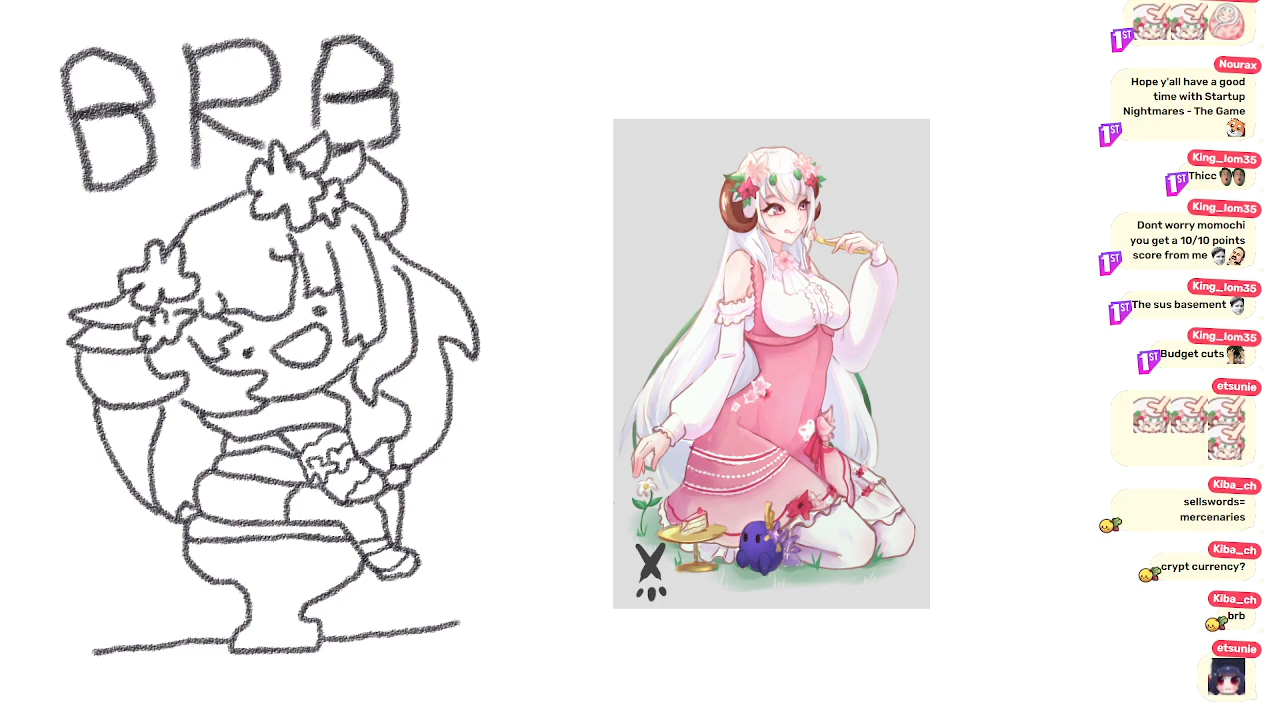 BRB
1ST
Nourax
Hope y'all have a good
time with Startup
Nightmares - The Game
1ST
King_lom35
Thicc
1ST
King_lom35
Dont worry momochi
you get a 10/10 points
score from me
1ST
King_lom35
The sus basement
1ST
King_lom35
Budget cuts
1ST
etsunie
Kiba_ch
sellswords=
mercenaries
Kiba_ch
crypt currency?
Kiba_ch
brb
etsunie